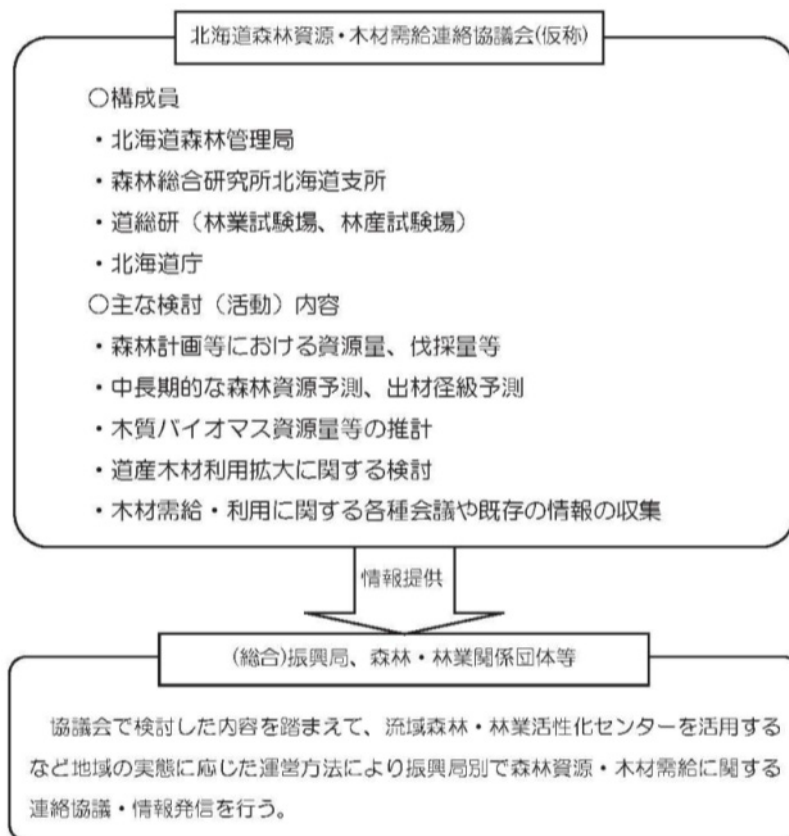 北海道森林資源・木材需給連絡協議会(仮称)
○構成員
・北海道森林管理局
・森林総合研究所北海道支所
・道総研（林業試験場、林産試験場）
・北海道庁
○主な検討（活動）内容
・森林計画等における資源量、伐採量等
・中長期的な森林資源予測、出材径級予測
・木質バイオマス資源量等の推計
・道産木材利用拡大に関する検討
・木材需給・利用に関する各種会議や既存の情報の収集
情報提供
(総合)振興局、森林・林業関係団体等
協議会で検討した内容を踏まえて、流域森林・林業活性化センターを活用する
など地域の実態に応じた運営方法により振興局別で森林資源・木材需給に関する
連絡協議・情報発信を行う。